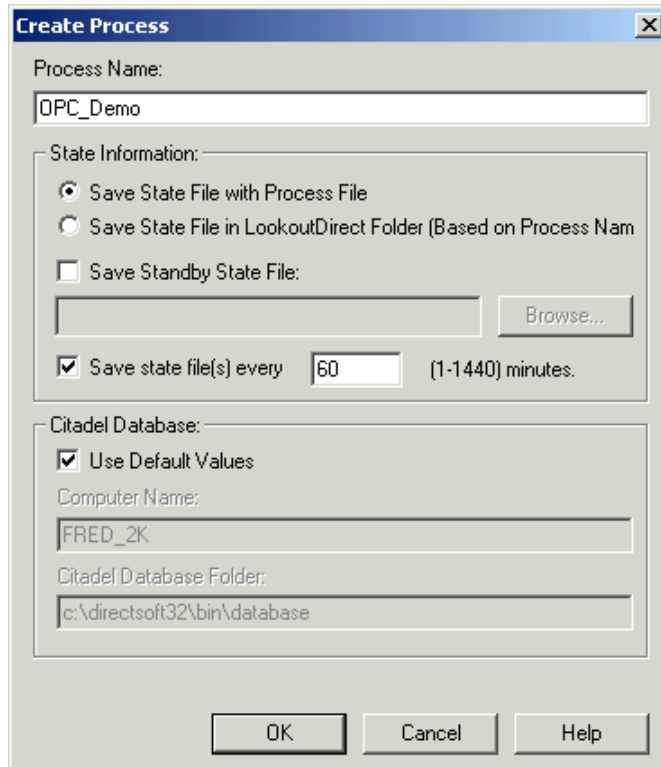 Create Process
Process Name:
OPC_Demo
State Information:
Save State File with Process File
Save State File in LookoutDirect Folder (Based on Process Nam
Save Standby State File:
Browse...
Save state file(s) every 60 (1-1440) minutes.
Citadel Database:
Use Default Values
Computer Name:
FRED_2K
Citadel Database Folder:
c:\directsoft32\bin\database
OK Cancel Help